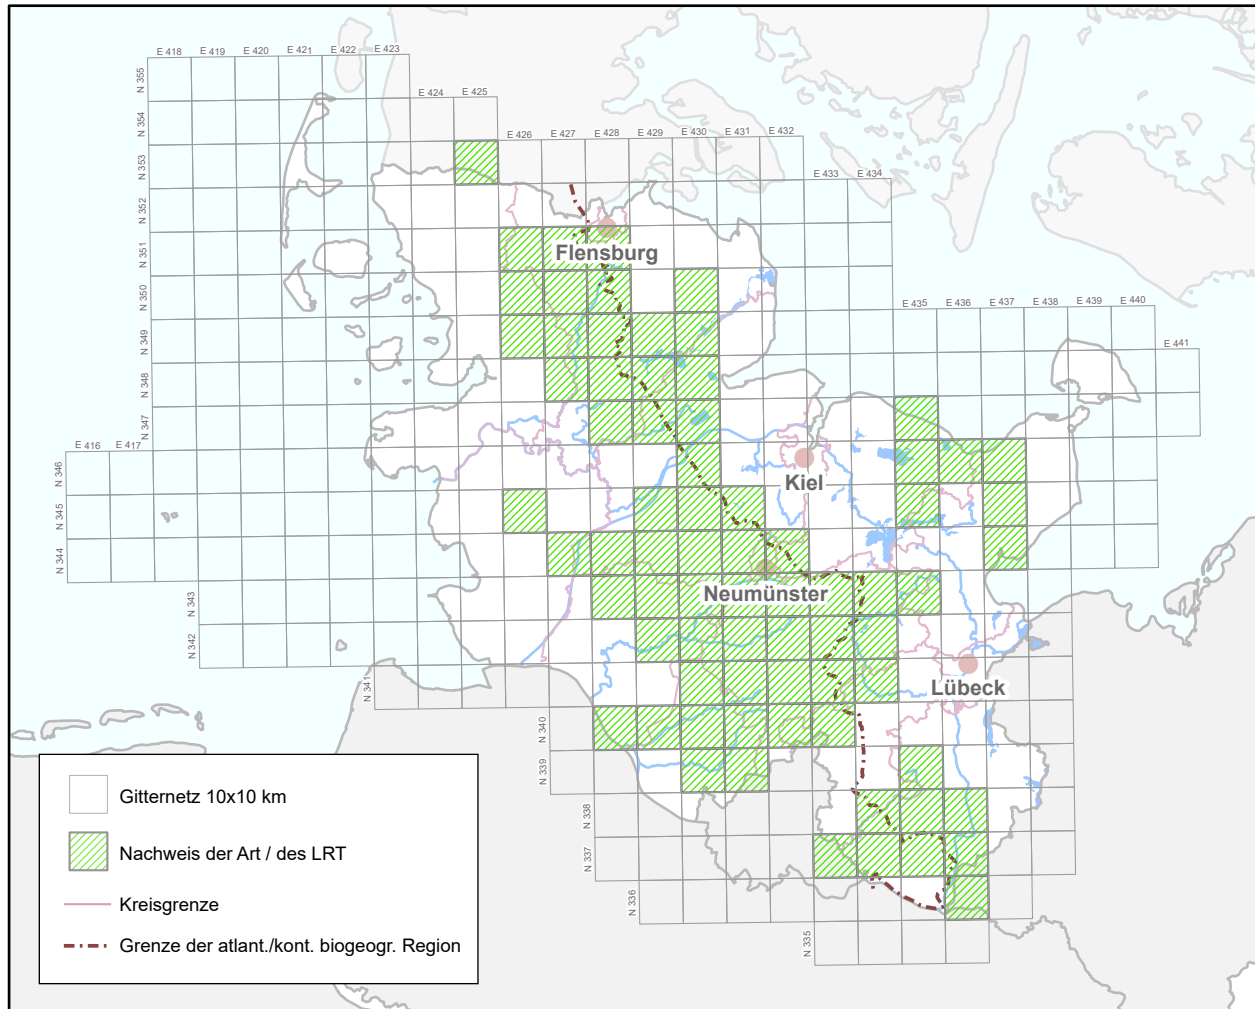 E 418 E 419 E 420 E 421 E 422 E 423
E 424 E 425
E 426 E 427 E 428 E 429 E 430 E 431 E 432
E 433 E 434
E 435 E 436 E 437 E 438 E 439 E 440
E 441
E 416 E 417
N 355
N 354
N 353
N 352
N 351
N 350
N 349
N 348
N 347
N 346
N 345
N 344
N 343
N 342
N 341
N 340
N 339
N 338
N 337
N 336
N 335
Flensburg
Kiel
Neumünster
Lübeck
Gitternetz 10x10 km
Nachweis der Art / des LRT
Kreisgrenze
Grenze der atlant./kont. biogeogr. Region